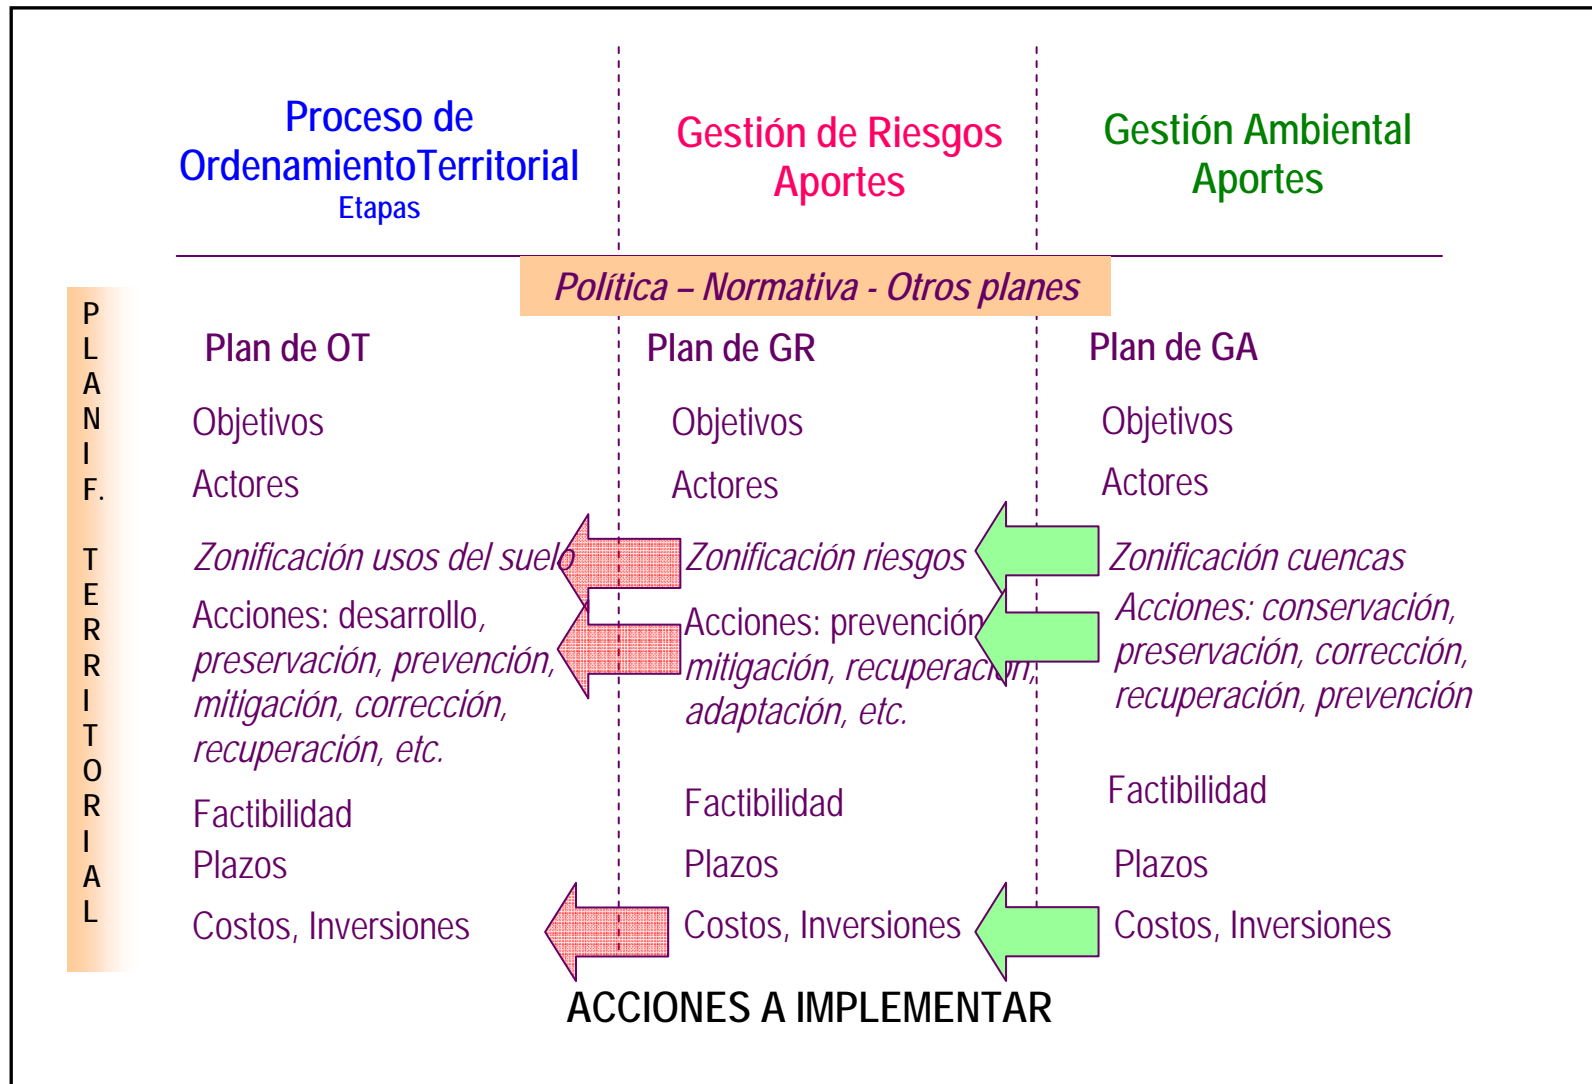 Proceso de
OrdenamientoTerritorial
Etapas
Gestión de Riesgos
Aportes
Gestión Ambiental
Aportes
Política – Normativa - Otros planes
PLANIF. TERRITORIAL
Plan de OT
Objetivos
Actores
Zonificación usos del suelo
Acciones: desarrollo,
preservación, prevención,
mitigación, corrección,
recuperación, etc.
Factibilidad
Plazos
Costos, Inversiones
Plan de GR
Objetivos
Actores
Zonificación riesgos
Acciones: prevención
mitigación, recuperación,
adaptación, etc.
Factibilidad
Plazos
Costos, Inversiones
Plan de GA
Objetivos
Actores
Zonificación cuencas
Acciones: conservación,
preservación, corrección,
recuperación, prevención
Factibilidad
Plazos
Costos, Inversiones
ACCIONES A IMPLEMENTAR